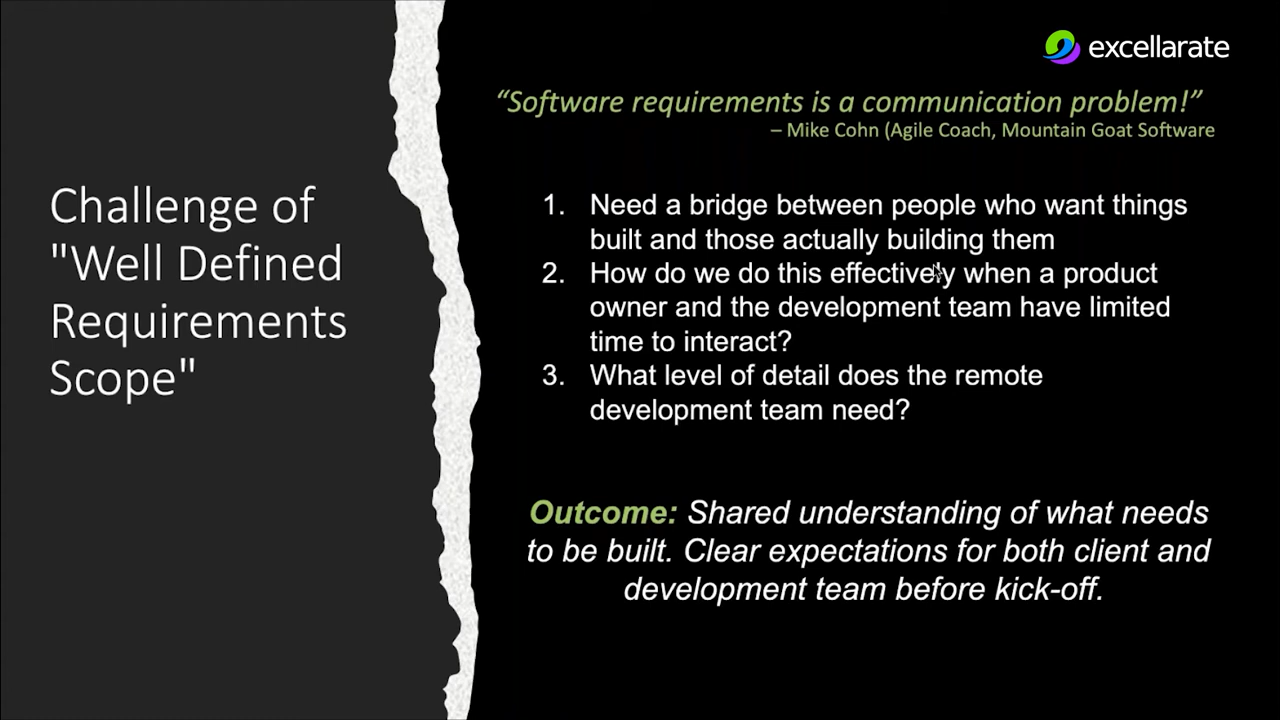 excellarate
Challenge of
"Well Defined
Requirements
Scope"
“Software requirements is a communication problem!”
– Mike Cohn (Agile Coach, Mountain Goat Software
1. Need a bridge between people who want things
built and those actually building them
2. How do we do this effectively when a product
owner and the development team have limited
time to interact?
3. What level of detail does the remote
development team need?
Outcome: Shared understanding of what needs
to be built. Clear expectations for both client and
development team before kick-off.